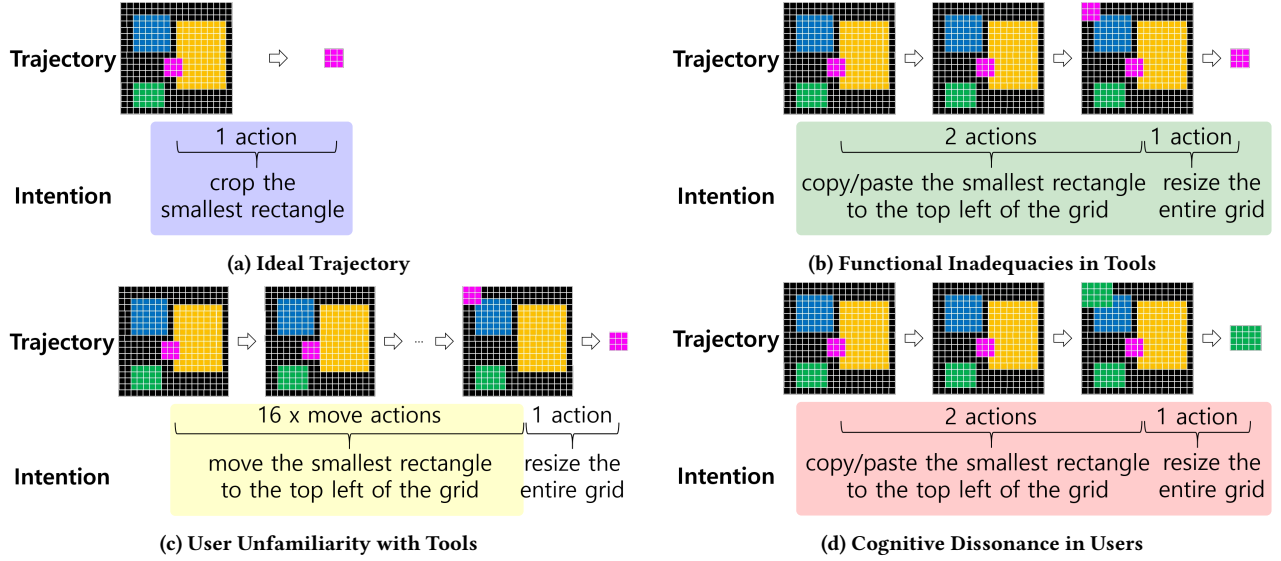 Trajectory
1 action
Intention
crop the
smallest rectangle
(a) Ideal Trajectory
Trajectory
2 actions
1 action
Intention
copy/paste the smallest rectangle
to the top left of the grid
resize the
entire grid
(b) Functional Inadequacies in Tools
Trajectory
...
16 x move actions
1 action
Intention
move the smallest rectangle
to the top left of the grid
resize the
entire grid
(c) User Unfamiliarity with Tools
Trajectory
2 actions
1 action
Intention
copy/paste the smallest rectangle
to the top left of the grid
resize the
entire grid
(d) Cognitive Dissonance in Users